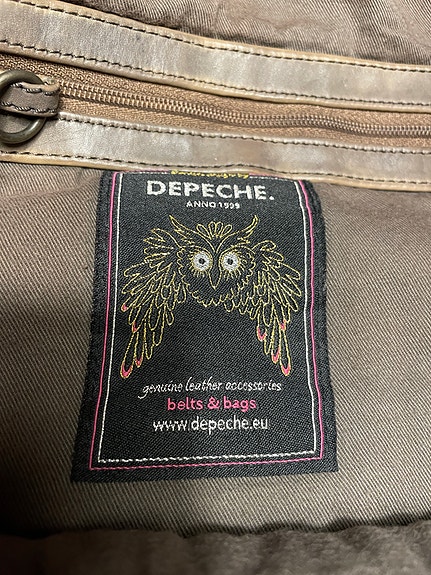 DEPECHE.
ANNO 1999
genuine leather accessories
belts & bags
www.depeche.eu